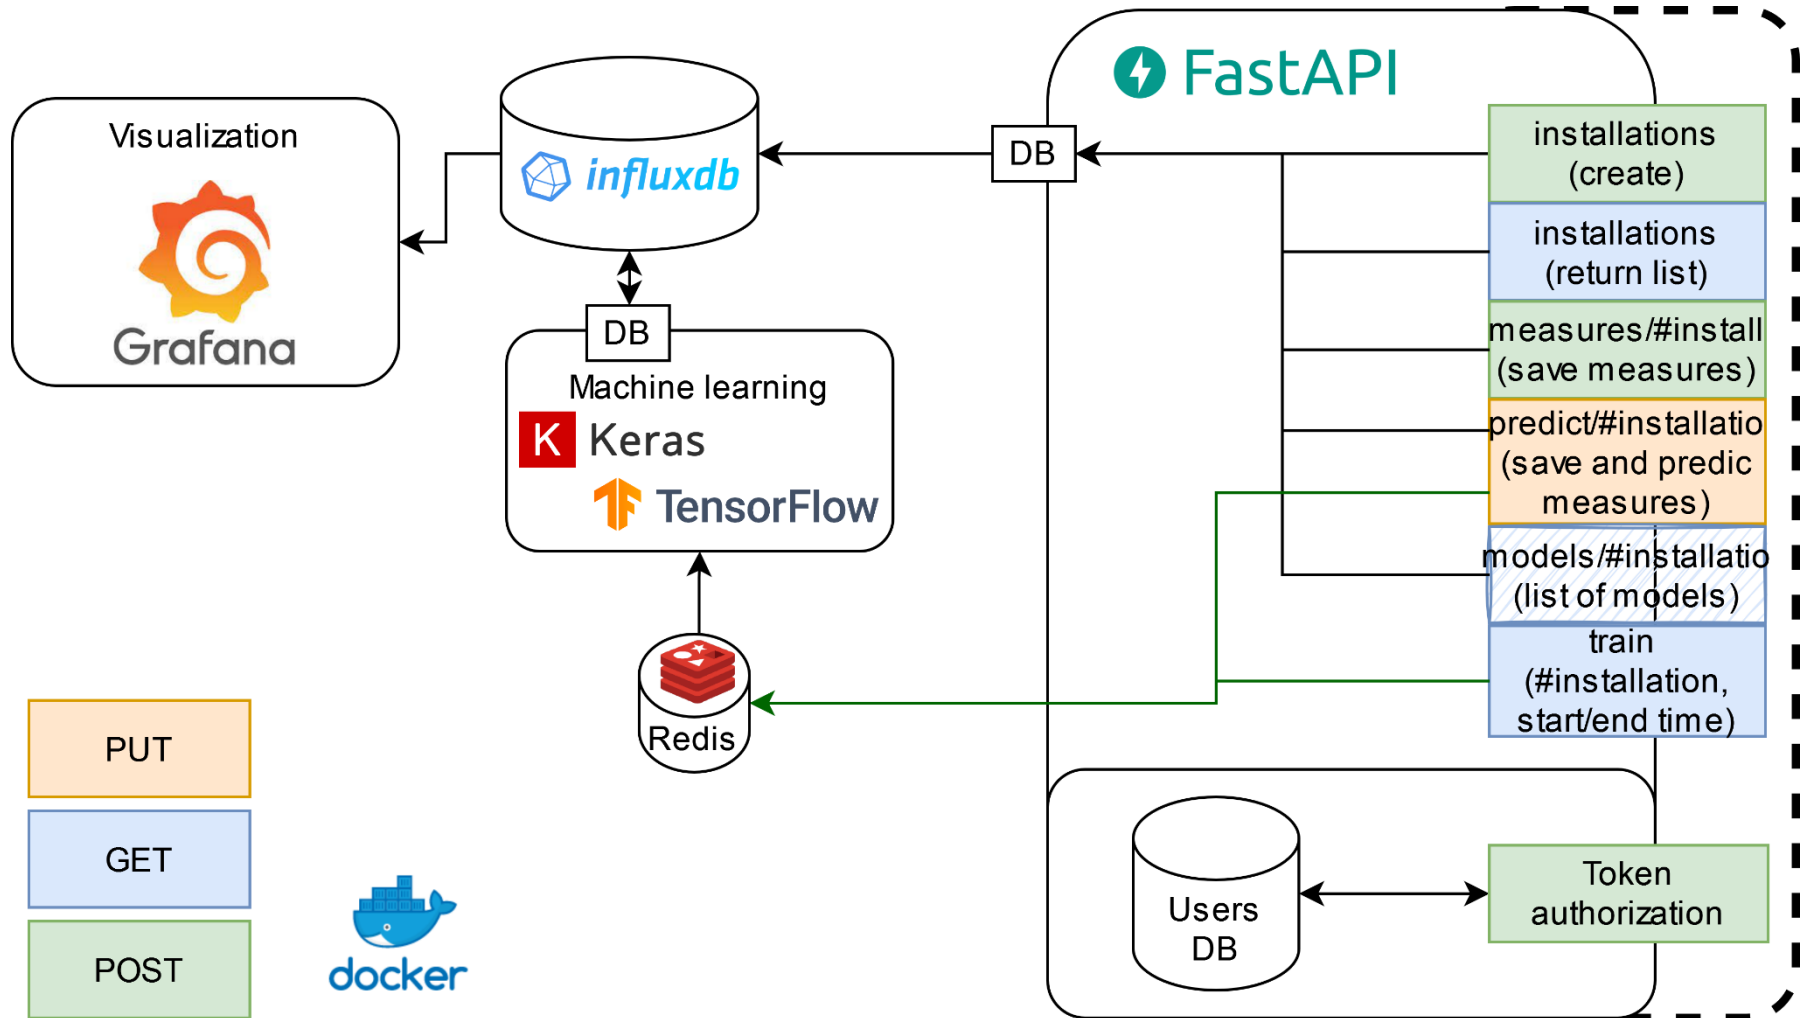 FastAPI
Visualization
Grafana
influxdb
DB
DB
Machine learning
K Keras
TensorFlow
Redis
installations
(create)
installations
(return list)
measures/#install
(save measures)
predict/#installatio
(save and predic
measures)
models/#installatio
(list of models)
train
(#installation,
start/end time)
Users
DB
Token
authorization
PUT
GET
POST
docker